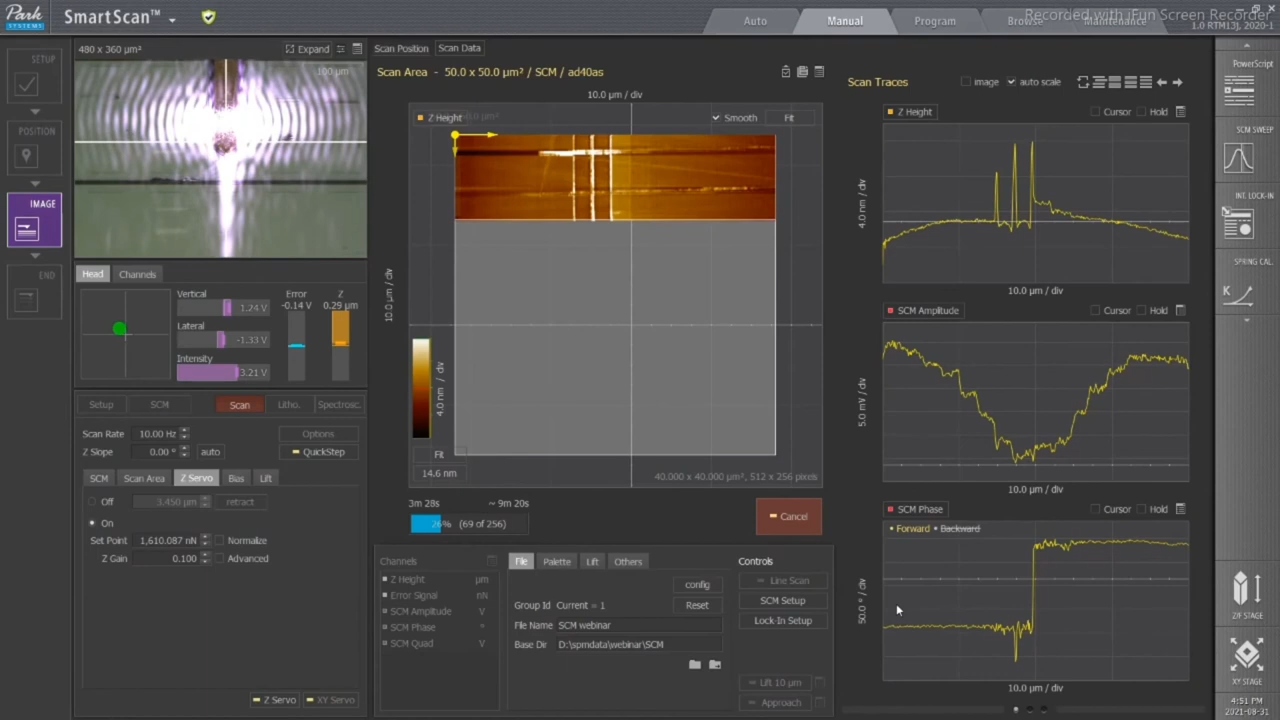 Park SYSTEMS
SmartScan™
Auto
Manual
Program
Browse
Maintenance
Recorded with iFun Screen Recorder
1.0 RTM13j, 2020-1
SETUP
POSITION
IMAGE
END
480 x 360 µm²
Expand
100 µm
Head
Channels
Vertical
1.24 V
Lateral
-1.33 V
Intensity
3.21 V
Error
-0.14 V
Z
0.29 µm
Setup
SCM
Scan
Litho.
Spectrosc.
Scan Rate
10.00 Hz
Options
Z Slope
0.00 °
auto
QuickStep
SCM
Scan Area
Z Servo
Bias
Lift
Off
3.450 µm
retract
On
Set Point
1,610.087 nN
Normalize
Z Gain
0.100
Advanced
Z Servo
XY Servo
Scan Position
Scan Data
Scan Area - 50.0 x 50.0 µm² / SCM / ad40as
10.0 µm / div
Z Height
Smooth
Fit
10.0 µm / div
4.0 nm / div
Fit
14.6 nm
40.000 x 40.000 µm², 512 x 256 pixels
3m 28s
~ 9m 20s
26% (69 of 256)
Cancel
Channels
Z Height
µm
Error Signal
nN
SCM Amplitude
V
SCM Phase
°
SCM Quad
V
File
Palette
Lift
Others
config
Group Id
Current = 1
Reset
File Name
SCM webinar
Base Dir
D:\spmdata\webinar\SCM
Controls
Line Scan
SCM Setup
Lock-In Setup
Lift 10 µm
Approach
Scan Traces
image
auto scale
Z Height
Cursor
Hold
4.0 nm / div
10.0 µm / div
SCM Amplitude
Cursor
Hold
5.0 mV / div
10.0 µm / div
SCM Phase
Cursor
Hold
Forward
Backward
50.0 ° / div
10.0 µm / div
PowerScript
SCM SWEEP
INT. LOCK-IN
SPRING CAL.
K
Z/F STAGE
XY STAGE
4:51 PM
2021-08-31